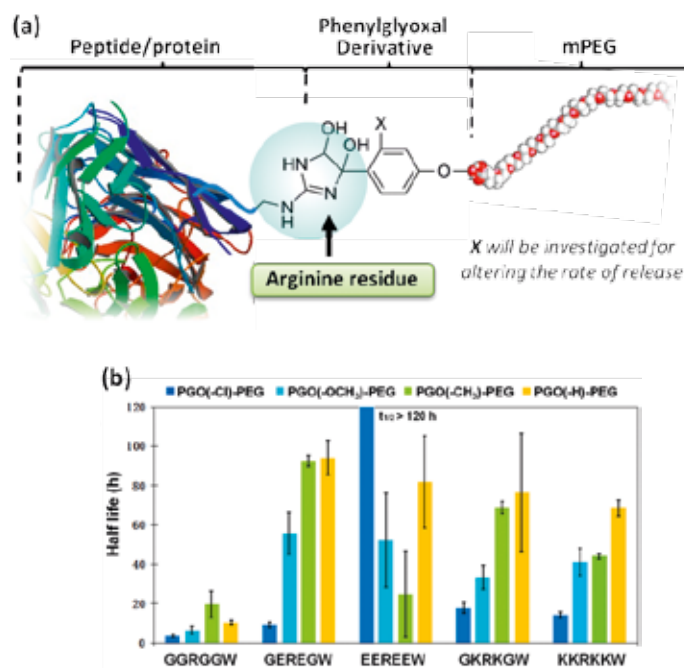 (a)
Peptide/protein
Phenylglyoxal
Derivative
mPEG
OH
OH
X
HN
N
N
H
O
X will be investigated for
altering the rate of release
Arginine residue
(b)
PGO(-Cl)-PEG PGO(-OCH₃)-PEG PGO(-CH₃)-PEG PGO(-H)-PEG
t₁/₂ > 120 h
Half life (h)
120
100
80
60
40
20
0
GGRGGW GEREGW EEREEW GKRKGW KKRKKW